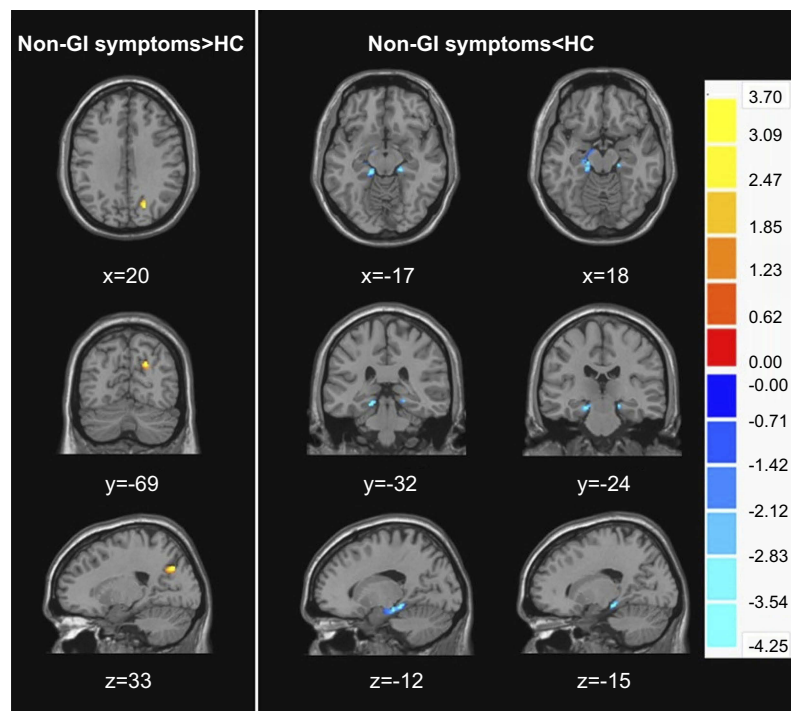 Non-GI symptoms>HC
Non-GI symptoms<HC
x=20
x=-17
x=18
y=-69
y=-32
y=-24
z=33
z=-12
z=-15
3.70
3.09
2.47
1.85
1.23
0.62
0.00
-0.00
-0.71
-1.42
-2.12
-2.83
-3.54
-4.25